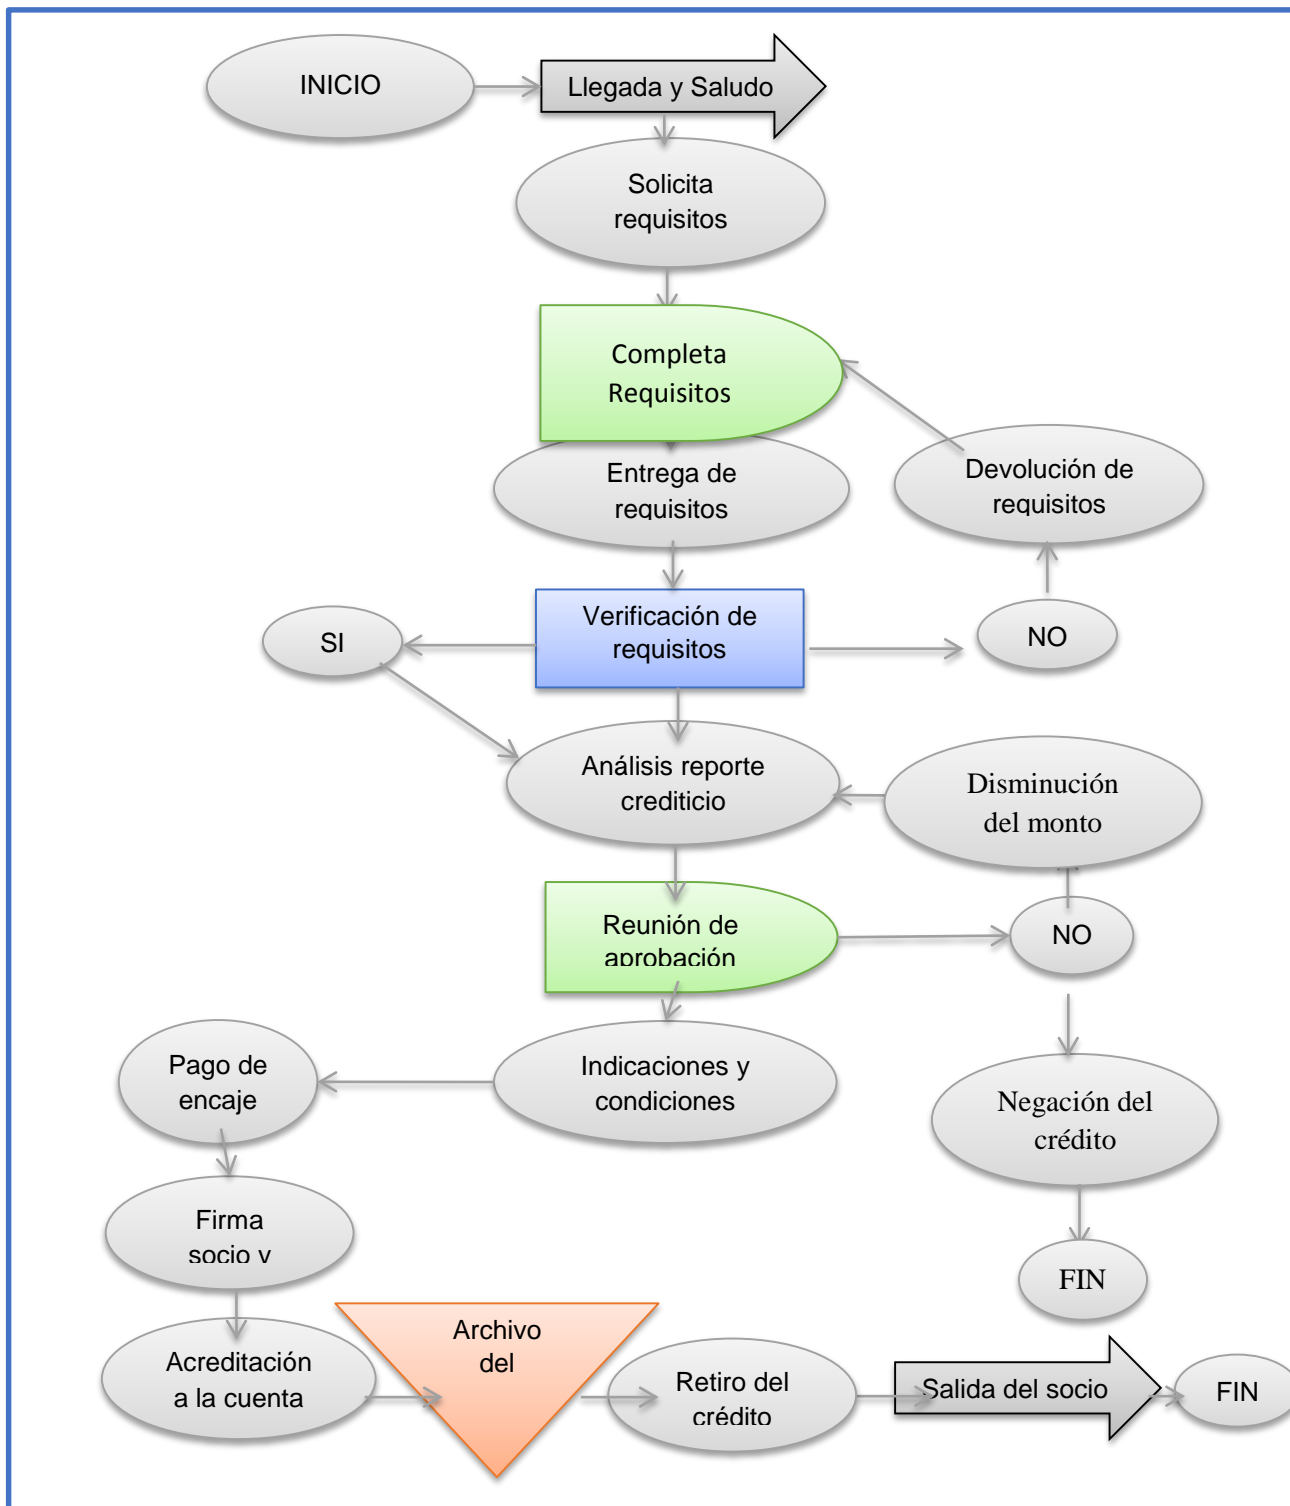 INICIO
Llegada y Saludo
Solicita
requisitos
Completa
Requisitos
Entrega de
requisitos
Devolución de
requisitos
Verificación de
requisitos
SI
NO
Análisis reporte
crediticio
Disminución
del monto
Reunión de
aprobación
NO
Indicaciones y
condiciones
Pago de
encaje
Negación del
crédito
Firma
socio y
FIN
Acreditación
a la cuenta
Archivo
del
Retiro del
crédito
Salida del socio
FIN